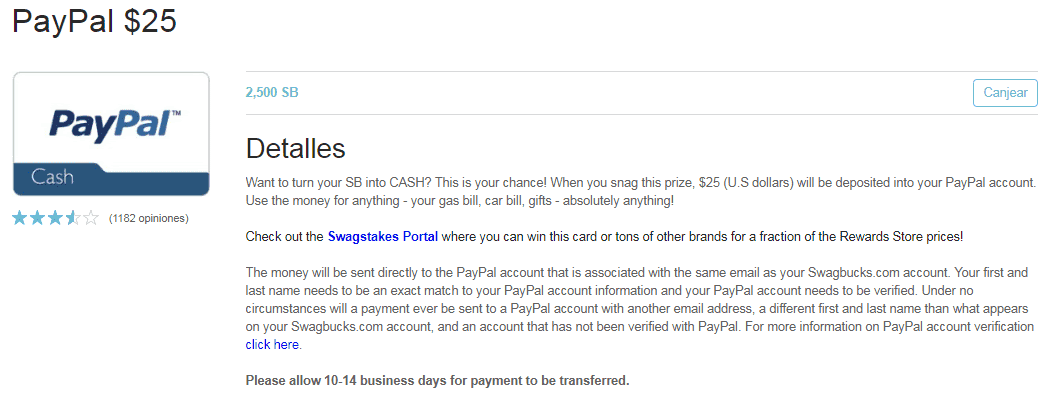 PayPal $25
PayPal™
Cash
(1182 opiniones)
2,500 SB
Canjear
Detalles
Want to turn your SB into CASH? This is your chance! When you snag this prize, $25 (U.S dollars) will be deposited into your PayPal account.
Use the money for anything - your gas bill, car bill, gifts - absolutely anything!
Check out the Swagstakes Portal where you can win this card or tons of other brands for a fraction of the Rewards Store prices!
The money will be sent directly to the PayPal account that is associated with the same email as your Swagbucks.com account. Your first and
last name needs to be an exact match to your PayPal account information and your PayPal account needs to be verified. Under no
circumstances will a payment ever be sent to a PayPal account with another email address, a different first and last name than what appears
on your Swagbucks.com account, and an account that has not been verified with PayPal. For more information on PayPal account verification
click here.
Please allow 10-14 business days for payment to be transferred.